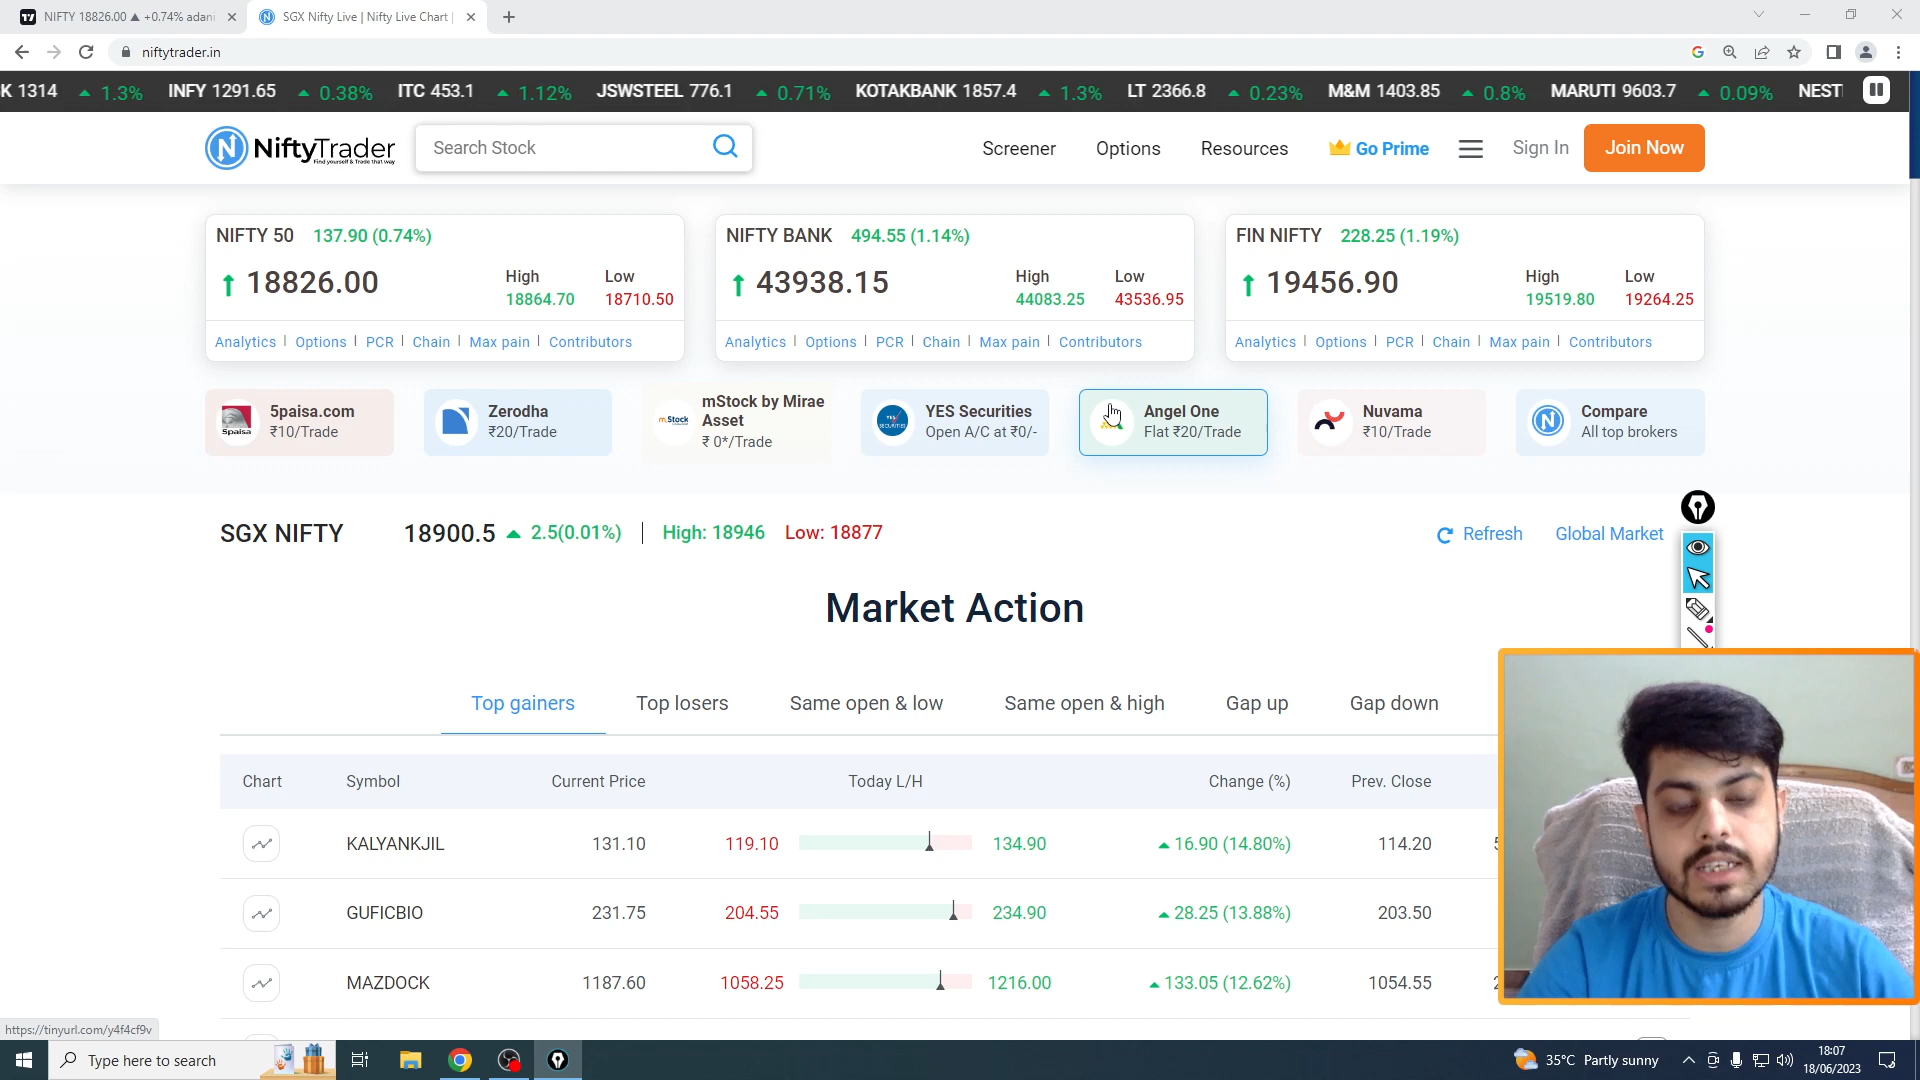 NIFTY 18826.00 ▲ +0.74% adani
SGX Nifty Live | Nifty Live Chart |
niftytrader.in
K 1314 1.3% INFY 1291.65 0.38% ITC 453.1 1.12% JSWSTEEL 776.1 0.71% KOTAKBANK 1857.4 1.3% LT 2366.8 0.23% M&M 1403.85 0.8% MARUTI 9603.7 0.09% NESTI
NiftyTrader
Find yourself & Trade that way
Search Stock
Screener Options Resources Go Prime Sign In Join Now
NIFTY 50 137.90 (0.74%)
18826.00
High Low
18864.70 18710.50
Analytics | Options | PCR | Chain | Max pain | Contributors
NIFTY BANK 494.55 (1.14%)
43938.15
High Low
44083.25 43536.95
Analytics | Options | PCR | Chain | Max pain | Contributors
FIN NIFTY 228.25 (1.19%)
19456.90
High Low
19519.80 19264.25
Analytics | Options | PCR | Chain | Max pain | Contributors
5paisa
5paisa.com
₹10/Trade
Zerodha
₹20/Trade
m.Stock
mStock by Mirae
Asset
₹ 0*/Trade
YES
SECURITIES
YES Securities
Open A/C at ₹0/-
Angel One
Flat ₹20/Trade
Nuvama
₹10/Trade
Compare
All top brokers
SGX NIFTY 18900.5 2.5(0.01%) High: 18946 Low: 18877 Refresh Global Market
Market Action
Top gainers Top losers Same open & low Same open & high Gap up Gap down
Chart Symbol Current Price Today L/H Change (%) Prev. Close
KALYANKJIL 131.10 119.10 134.90 16.90 (14.80%) 114.20
GUFICBIO 231.75 204.55 234.90 28.25 (13.88%) 203.50
MAZDOCK 1187.60 1058.25 1216.00 133.05 (12.62%) 1054.55
https://tinyurl.com/y4f4cf9v
Type here to search
35°C Partly sunny
18:07
18/06/2023